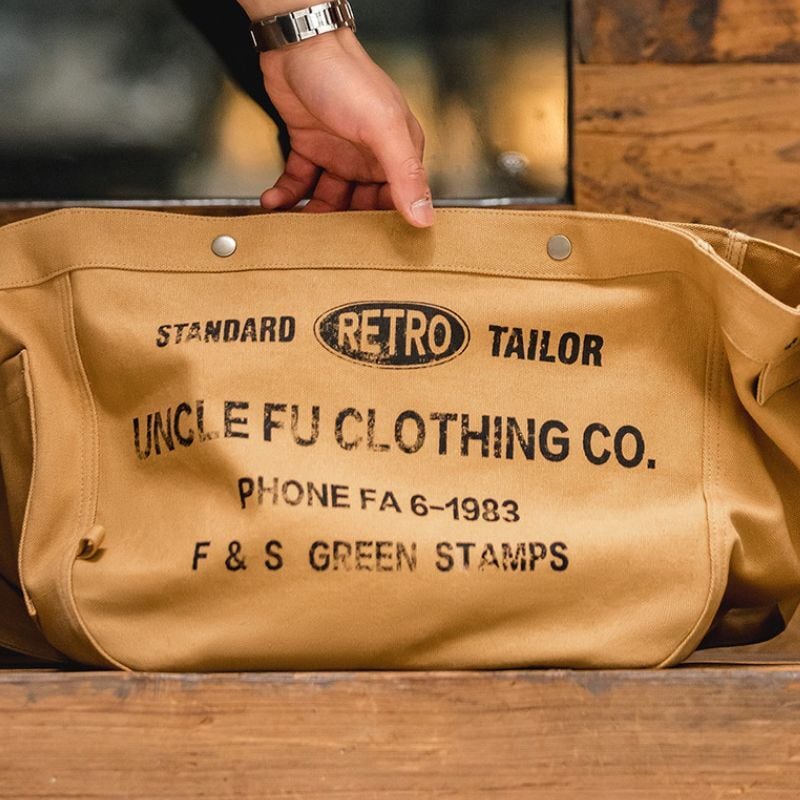 STANDARD RETRO TAILOR
UNCLE FU CLOTHING CO.
PHONE FA 6-1983
F & S GREEN STAMPS